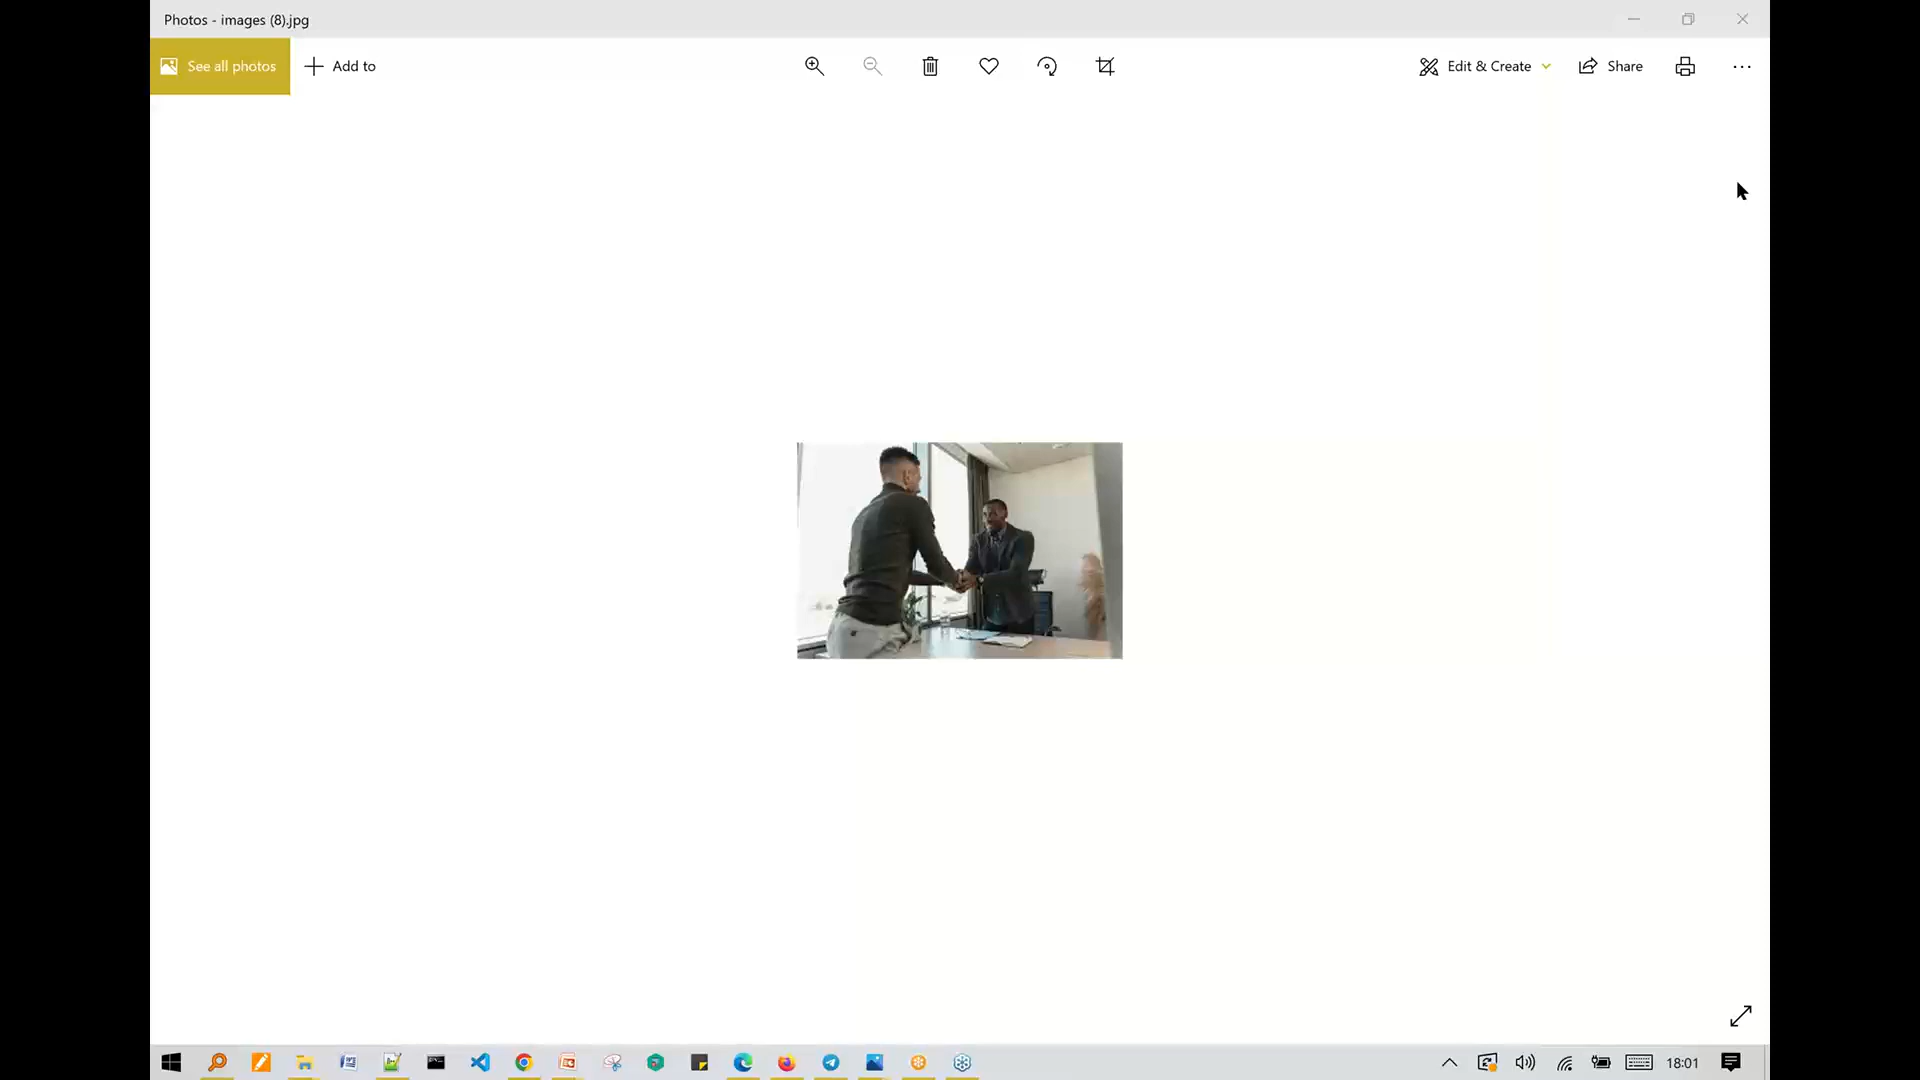 Photos - images (8).jpg
See all photos
Add to
Edit & Create
Share
18:01